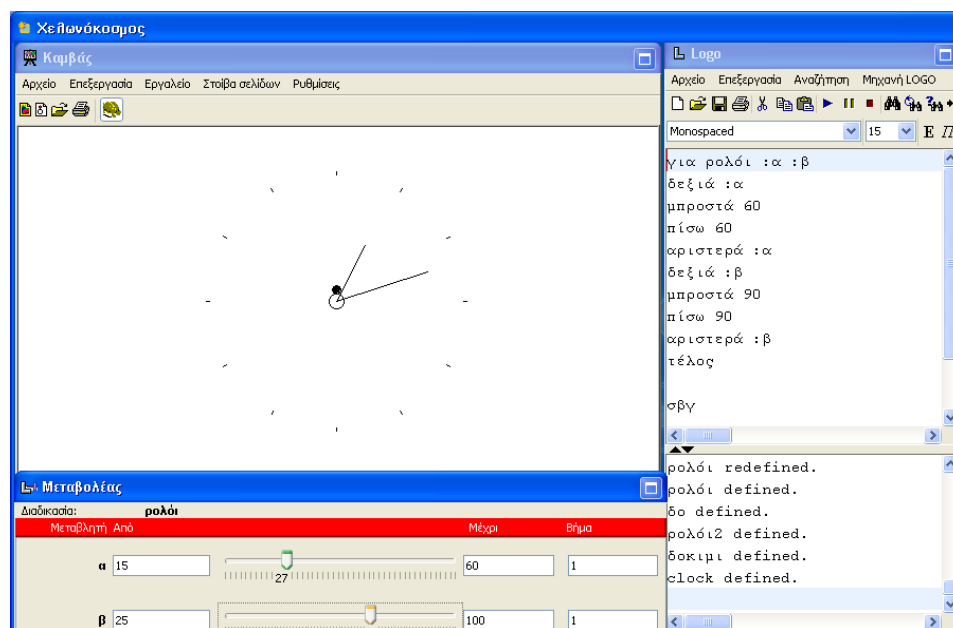 Χελωνόκοσμος
Καμβάς
Αρχείο Επεξεργασία Εργαλείο Στοίβα σελίδων Ρυθμίσεις
Logo
Αρχείο Επεξεργασία Αναζήτηση Μηχανή LOGO
Monospaced 15 Ε Π
για ρολόι :α :β
δεξιά :α
μπροστά 60
πίσω 60
αριστερά :α
δεξιά :β
μπροστά 90
πίσω 90
αριστερά :β
τέλος
σβγ
ρολόι redefined.
ρολόι defined.
δο defined.
ρολόι2 defined.
δοκιμι defined.
clock defined.
Μεταβολέας
Διαδικασία: ρολόι
Μεταβλητή Από Μέχρι Βήμα
α 15 27 60 1
β 25 100 1